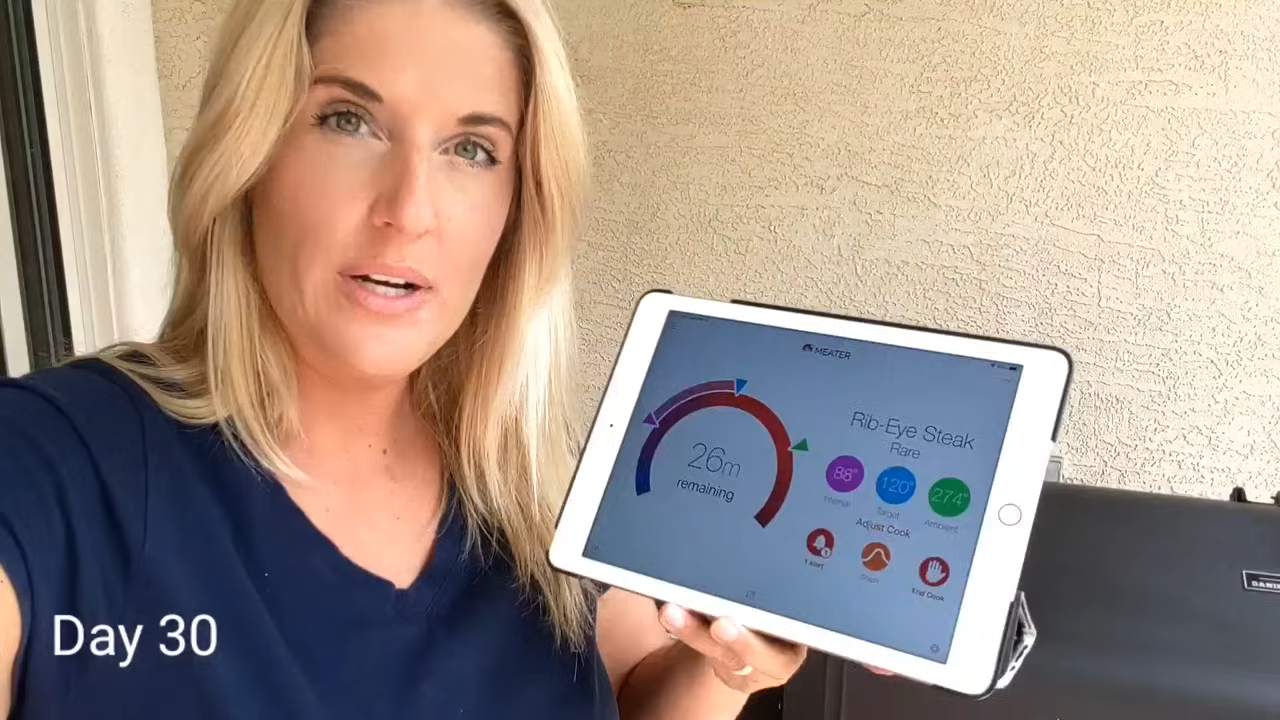 MEATER
Rib-Eye Steak
Rare
26m
remaining
88° 120° 274°
Internal Target Ambient
Adjust Cook
1 Alert Graph End Cook
Day 30